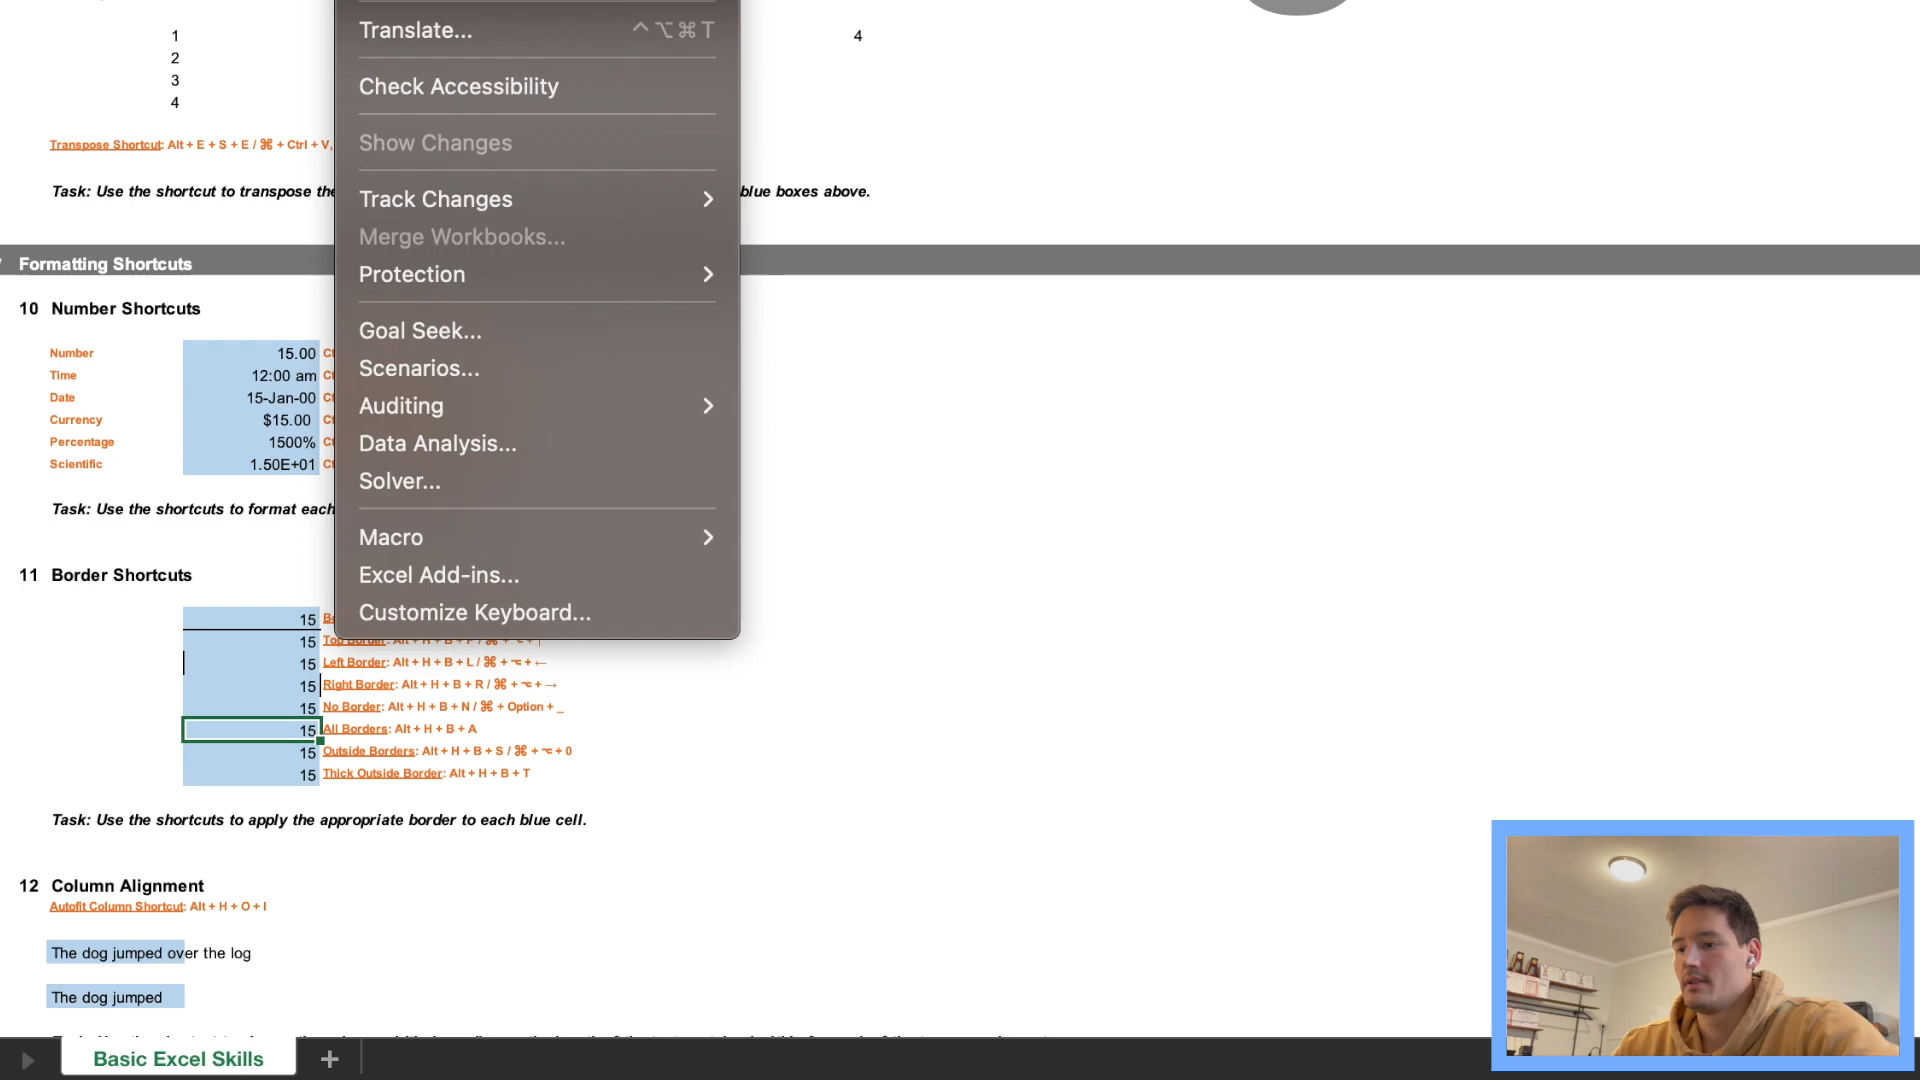 Translate... ⌃⌥⌘T
1 4
2
Check Accessibility
3
4
Transpose Shortcut: Alt + E + S + E / ⌘ + Ctrl + V,
Show Changes
Task: Use the shortcut to transpose the
blue boxes above.
Track Changes
Merge Workbooks...
Formatting Shortcuts
Protection
10 Number Shortcuts
Goal Seek...
Number 15.00
Scenarios...
Time 12:00 am
Date 15-Jan-00
Auditing
Currency $15.00
Percentage 1500%
Data Analysis...
Scientific 1.50E+01
Solver...
Task: Use the shortcuts to format each
Macro
11 Border Shortcuts
Excel Add-ins...
Customize Keyboard...
15
15 Top Border: Alt + H + B + P / ⌘ + ⌥ +
15 Left Border: Alt + H + B + L / ⌘ + ⌥ + ←
15 Right Border: Alt + H + B + R / ⌘ + ⌥ + →
15 No Border: Alt + H + B + N / ⌘ + Option + _
15 All Borders: Alt + H + B + A
15 Outside Borders: Alt + H + B + S / ⌘ + ⌥ + 0
15 Thick Outside Border: Alt + H + B + T
Task: Use the shortcuts to apply the appropriate border to each blue cell.
12 Column Alignment
Autofit Column Shortcut: Alt + H + O + I
The dog jumped over the log
The dog jumped
Basic Excel Skills +